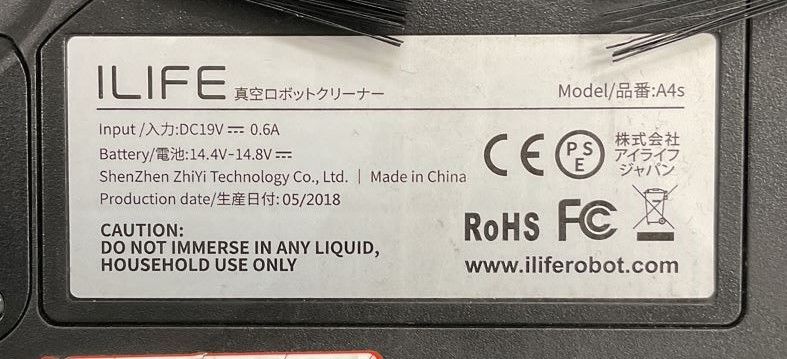 ILIFE 真空ロボットクリーナー
Model/品番:A4s
Input /入力:DC19V ⎓ 0.6A
Battery/電池:14.4V-14.8V ⎓
ShenZhen ZhiYi Technology Co., Ltd. | Made in China
Production date/生産日付: 05/2018
CE PSE 株式会社
アイライフ
ジャパン
CAUTION:
DO NOT IMMERSE IN ANY LIQUID,
HOUSEHOLD USE ONLY
RoHS FC
www.iliferobot.com